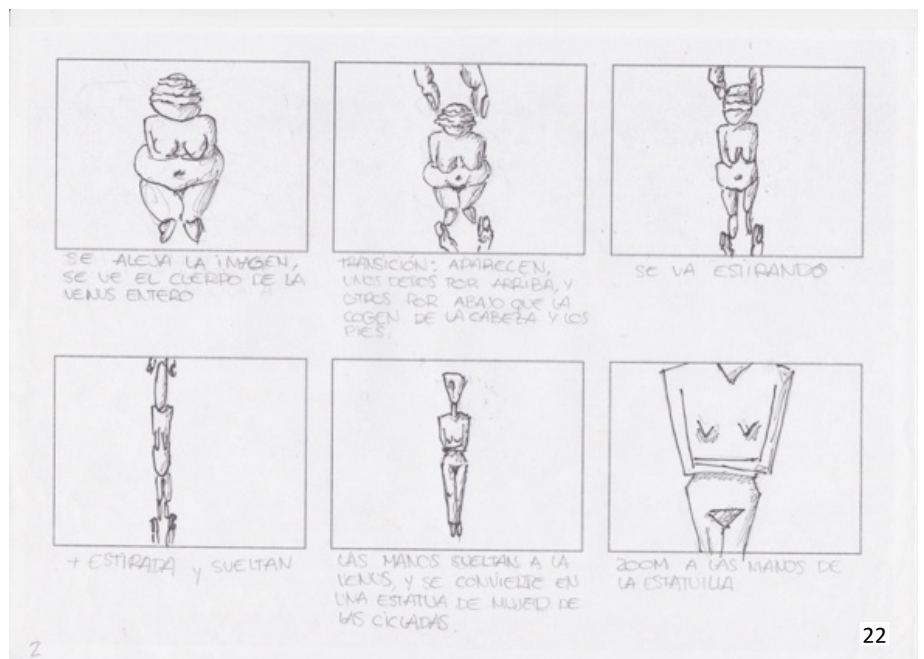 SE ALEJA LA IMAGEN,
SE VE EL CUERPO DE LA
VENUS ENTERO
TRANSICIÓN: APARECEN,
UNOS DEDOS POR ARRIBA, Y
OTROS POR ABAJO QUE LA
COGEN DE LA CABEZA Y LOS
PIES.
SE VA ESTIRANDO
+ ESTIRADA y SUELTAN
LAS MANOS SUELTAN A LA
VENUS, Y SE CONVIERTE EN
UNA ESTATUA DE MUJER DE
LAS CICLADAS.
ZOOM A LAS MANOS DE
LA ESTATUILLA
2
22